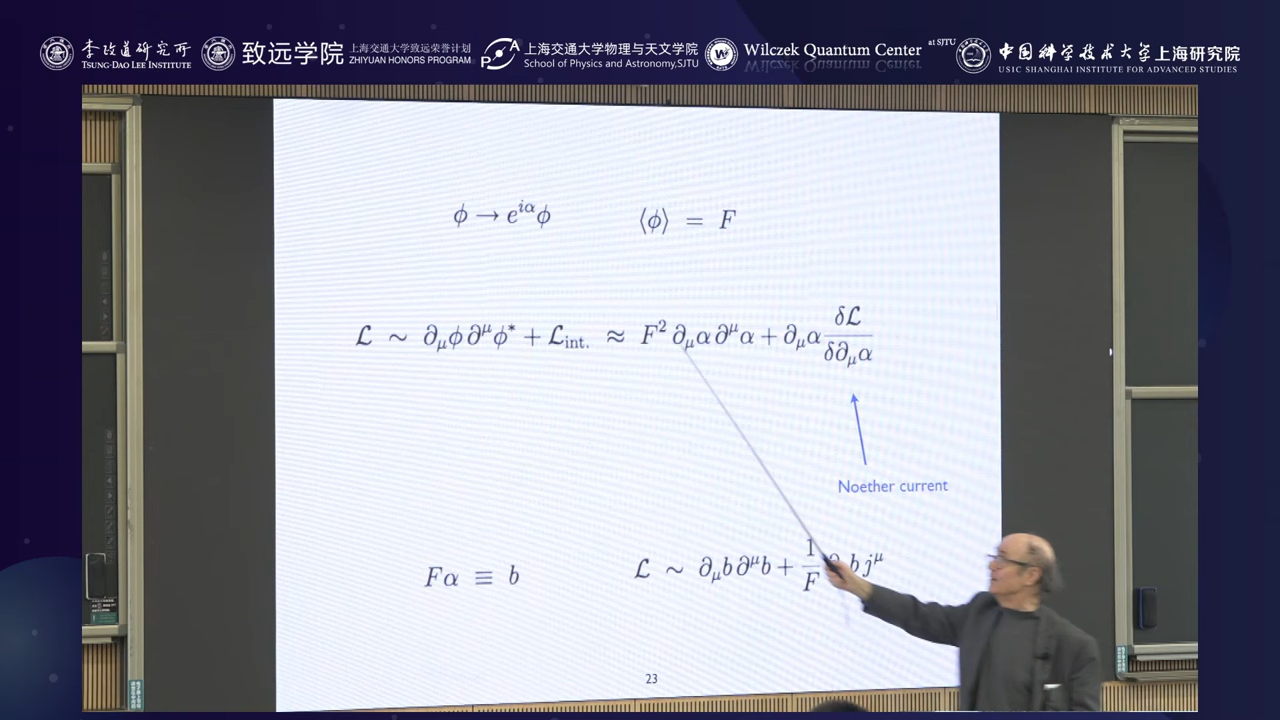 李政道研究所
TSUNG-DAO LEE INSTITUTE
致远学院
上海交通大学致远荣誉计划
ZHIYUAN HONORS PROGRAM
上海交通大学物理与天文学院
School of Physics and Astronomy,SJTU
Wilczek Quantum Center at SJTU
中国科学技术大学上海研究院
USTC SHANGHAI INSTITUTE FOR ADVANCED STUDIES
ϕ → e^{iα}ϕ ⟨ϕ⟩ = F
ℒ ~ ∂_μϕ∂^μϕ* + ℒ_{int.} ≈ F² ∂_μα∂^μα + ∂_μα δℒ/δ∂_μα
Noether current
Fα ≡ b ℒ ~ ∂_μb∂^μb + 1/F b j^μ
23